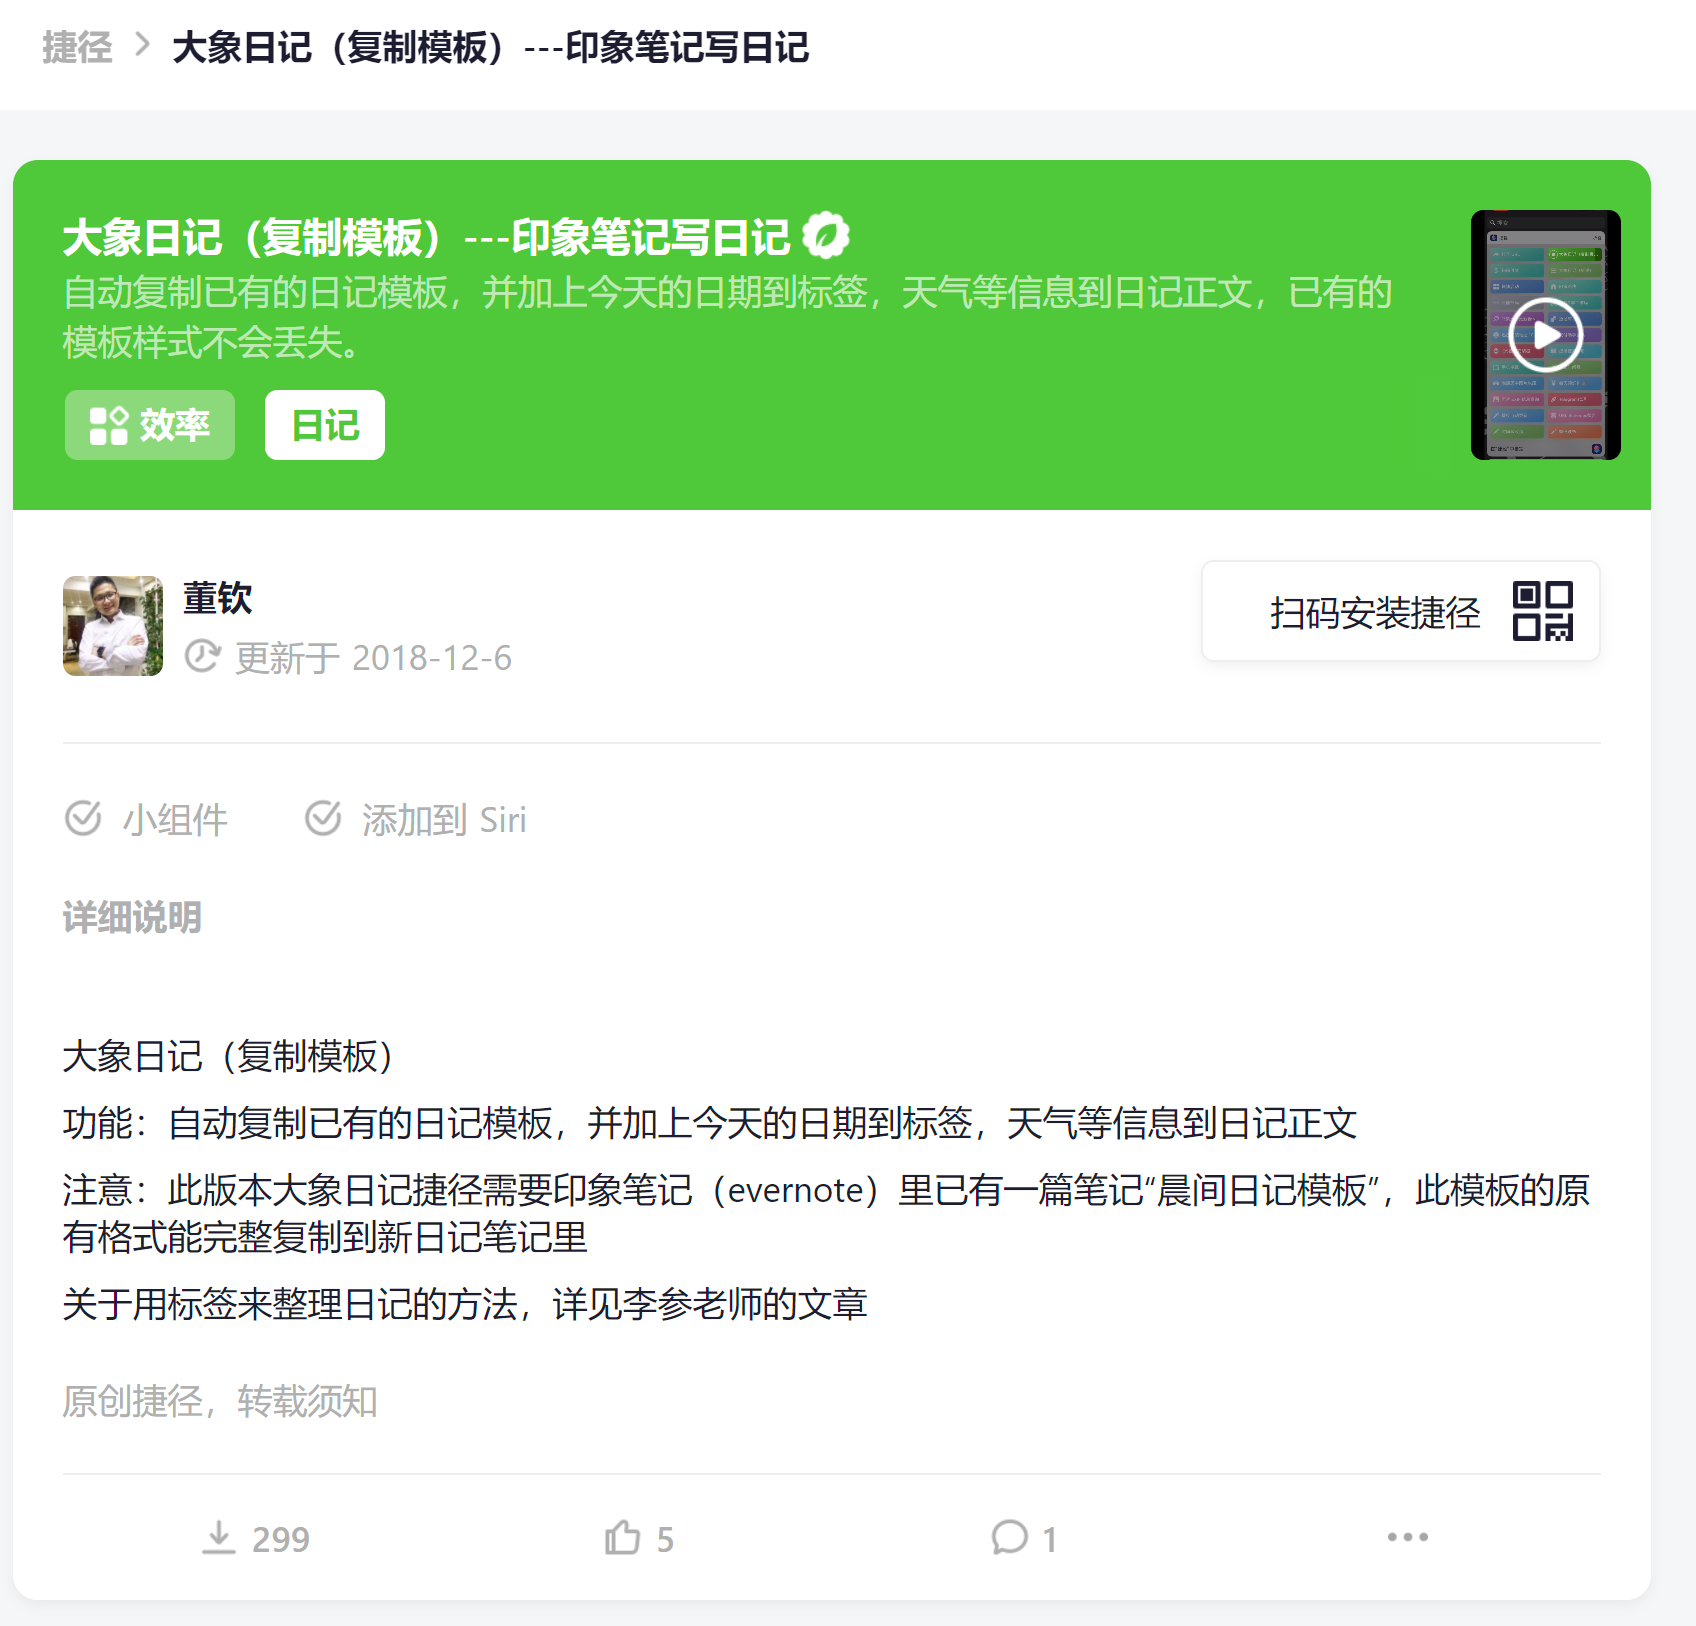 捷径 > 大象日记（复制模板）---印象笔记写日记
大象日记（复制模板）---印象笔记写日记
自动复制已有的日记模板，并加上今天的日期到标签，天气等信息到日记正文，已有的
模板样式不会丢失。
效率 日记
董钦
更新于 2018-12-6
扫码安装捷径
小组件 添加到 Siri
详细说明
大象日记（复制模板）
功能：自动复制已有的日记模板，并加上今天的日期到标签，天气等信息到日记正文
注意：此版本大象日记捷径需要印象笔记（evernote）里已有一篇笔记“晨间日记模板”，此模板的原
有格式能完整复制到新日记笔记里
关于用标签来整理日记的方法，详见李参老师的文章
原创捷径，转载须知
299 5 1